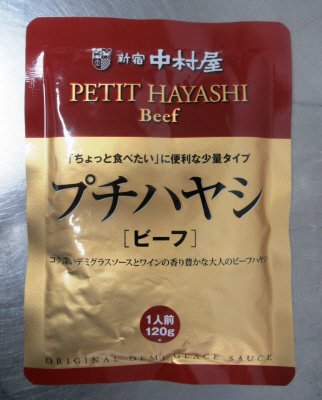 新宿 中村屋
PETIT HAYASHI
Beef
「ちょっと食べたい」に便利な少量タイプ
プチハヤシ
［ビーフ］
コク深いデミグラスソースとワインの香り豊かな大人のビーフハヤシ
1人前
120g
ORIGINAL DEMI GLACE SAUCE